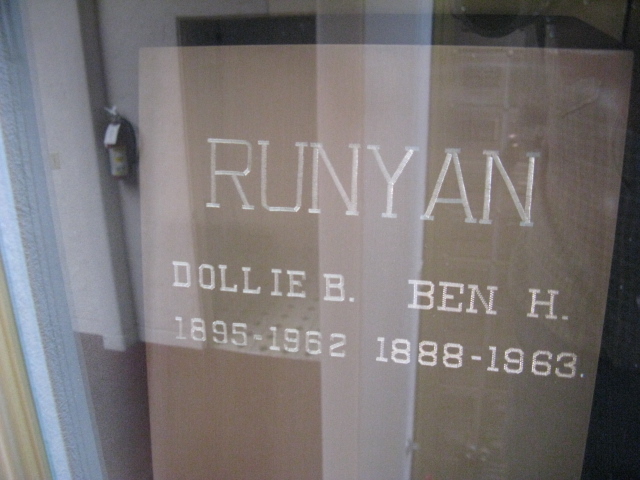 RUNYAN
DOLLIE B. BEN H.
1895-1962 1888-1963.